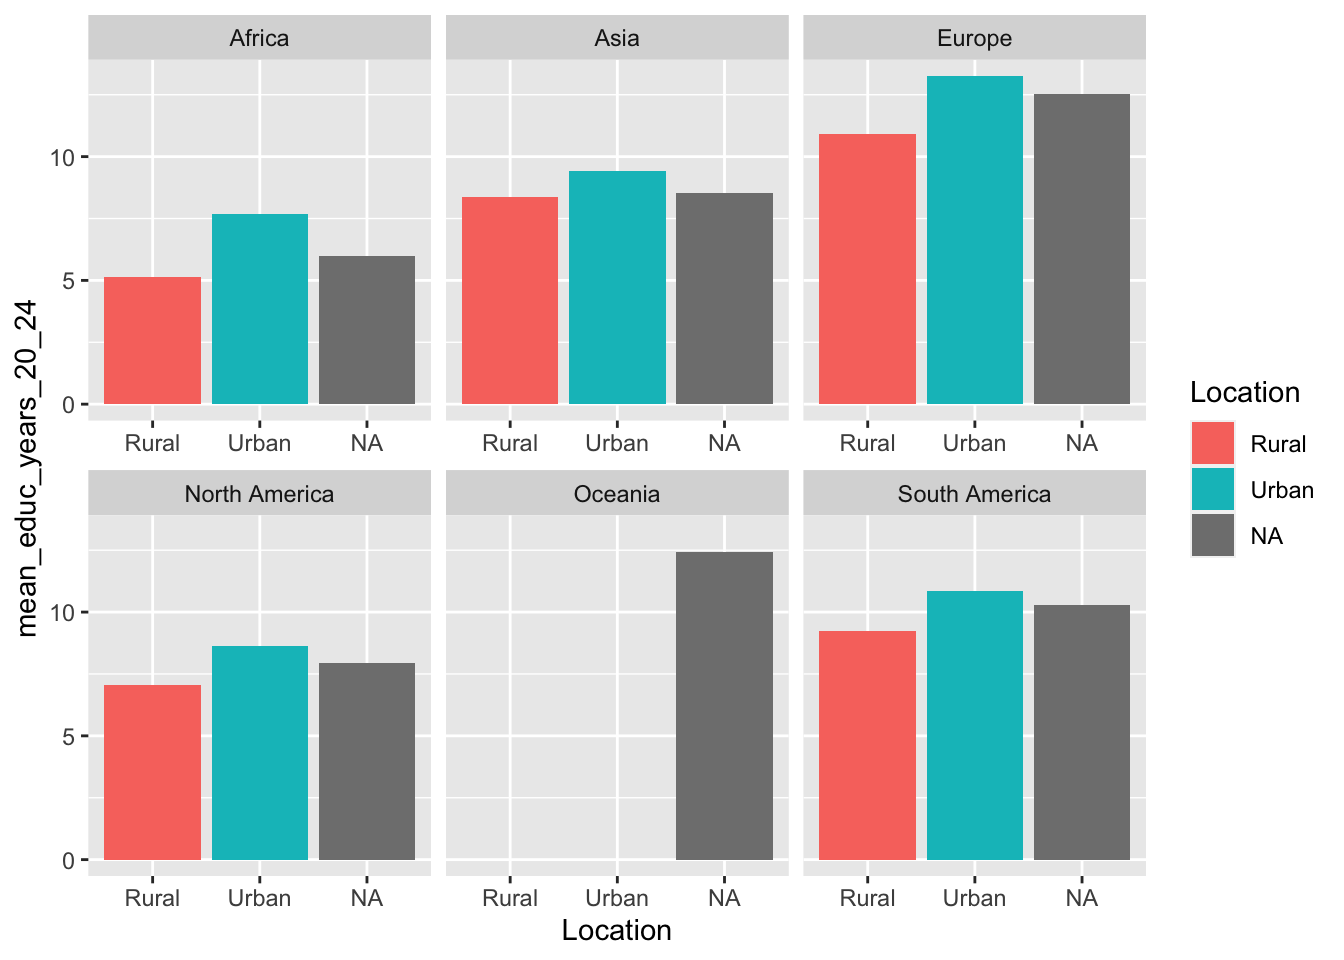 mean_educ_years_20_24
Africa
Asia
Europe
10
5
0
Rural Urban NA
Rural Urban NA
Rural Urban NA
North America
Oceania
South America
10
5
0
Rural Urban NA
Rural Urban NA
Rural Urban NA
Location
Location
Rural
Urban
NA